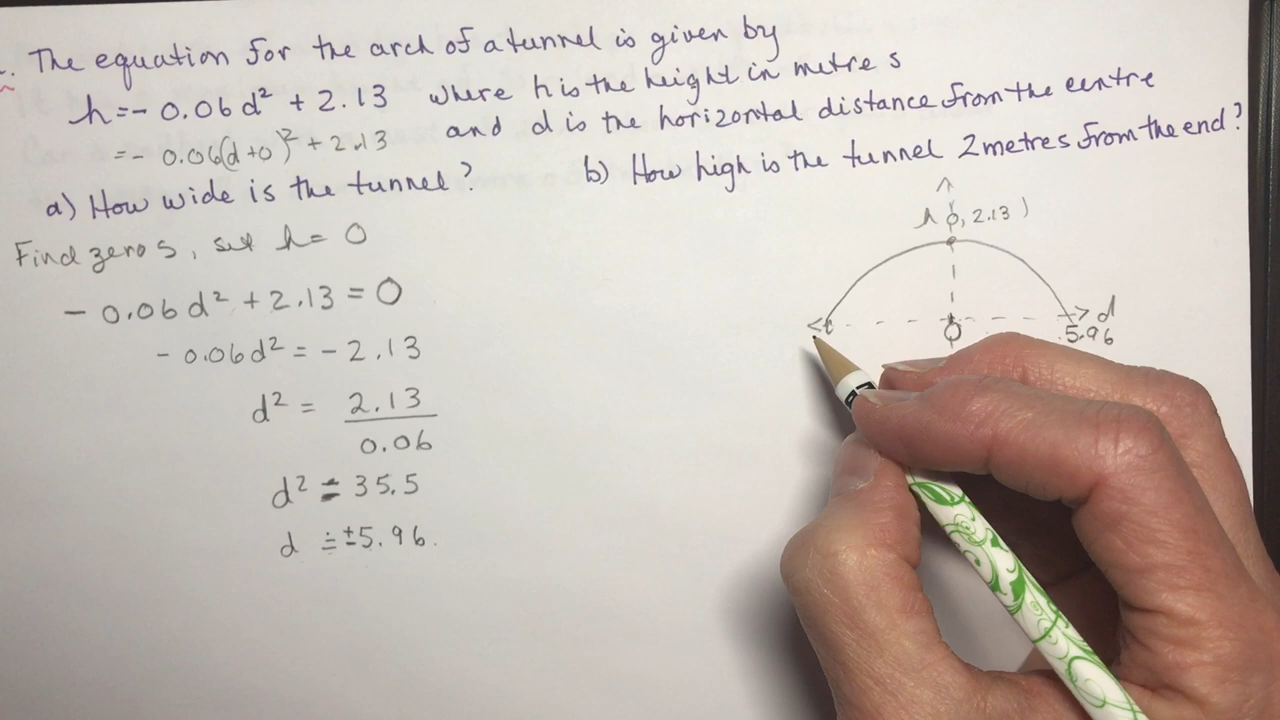 The equation for the arch of a tunnel is given by
h = - 0.06d² + 2.13 where h is the height in metres
= - 0.06(d+0)² + 2.13 and d is the horizontal distance from the centre
a) How wide is the tunnel? b) How high is the tunnel 2 metres from the end?
Find zeros, set h = 0
- 0.06d² + 2.13 = 0
- 0.06d² = - 2.13
d² = 2.13
0.06
d² = 35.5
d ≐ ±5.96.
h (0, 2.13)
d
0
5.96